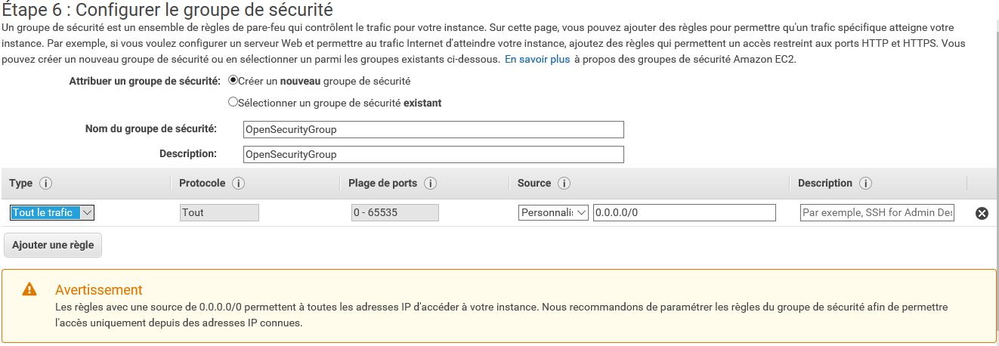 Étape 6 : Configurer le groupe de sécurité
Un groupe de sécurité est un ensemble de règles de pare-feu qui contrôlent le trafic pour votre instance. Sur cette page, vous pouvez ajouter des règles pour permettre qu'un trafic spécifique atteigne votre
instance. Par exemple, si vous voulez configurer un serveur Web et permettre au trafic Internet d'atteindre votre instance, ajoutez des règles qui permettent un accès restreint aux ports HTTP et HTTPS. Vous
pouvez créer un nouveau groupe de sécurité ou en sélectionner un parmi les groupes existants ci-dessous. En savoir plus à propos des groupes de sécurité Amazon EC2.
Attribuer un groupe de sécurité: Créer un nouveau groupe de sécurité
Sélectionner un groupe de sécurité existant
Nom du groupe de sécurité: OpenSecurityGroup
Description: OpenSecurityGroup
Type i Protocole i Plage de ports i Source i Description i
Tout le trafic Tout 0 - 65535 Personnali: 0.0.0.0/0 Par exemple, SSH for Admin Des
Ajouter une règle
Avertissement
Les règles avec une source de 0.0.0.0/0 permettent à toutes les adresses IP d'accéder à votre instance. Nous recommandons de paramétrer les règles du groupe de sécurité afin de permettre
l'accès uniquement depuis des adresses IP connues.